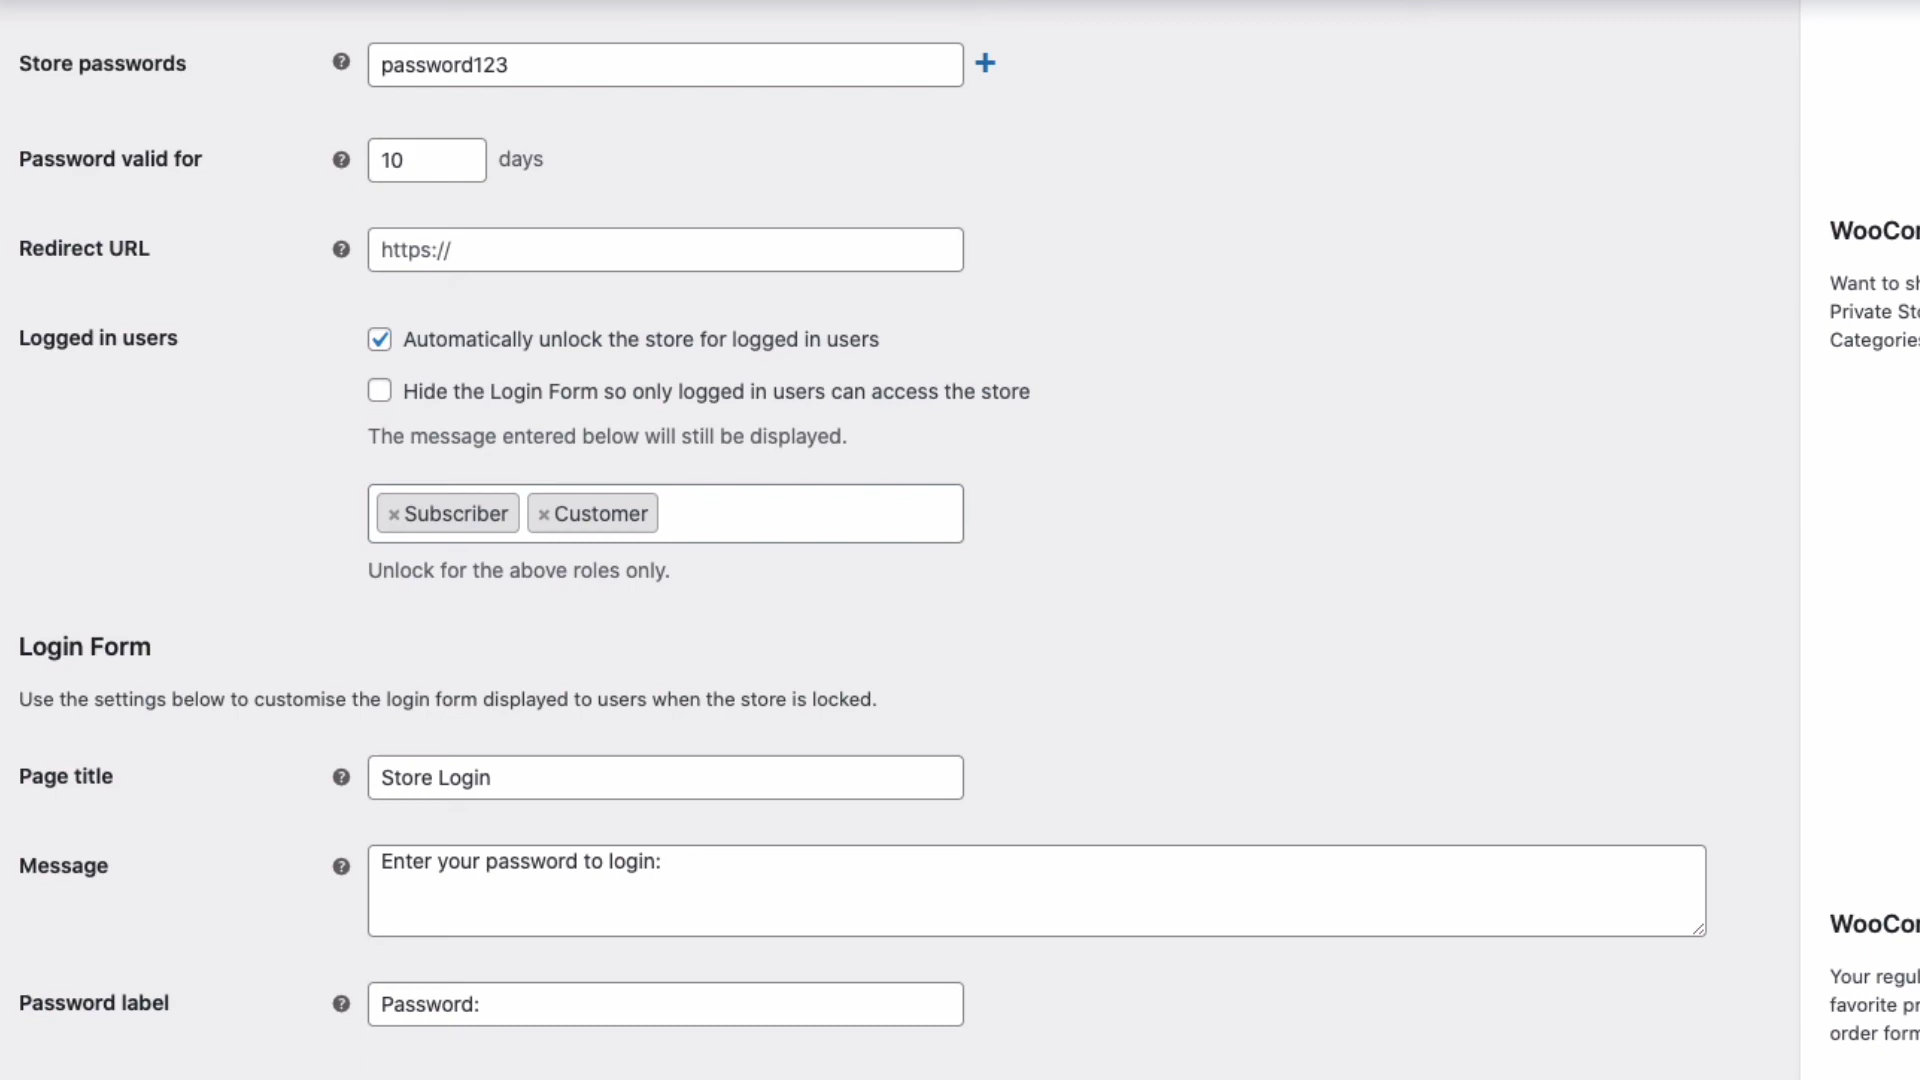 Store passwords
password123
Password valid for
10 days
Redirect URL
https://
Logged in users
Automatically unlock the store for logged in users
Hide the Login Form so only logged in users can access the store
The message entered below will still be displayed.
× Subscriber × Customer
Unlock for the above roles only.
Login Form
Use the settings below to customise the login form displayed to users when the store is locked.
Page title
Store Login
Message
Enter your password to login:
Password label
Password:
WooCo
Want to s
Private St
Categorie
WooCo
Your regu
favorite p
order for